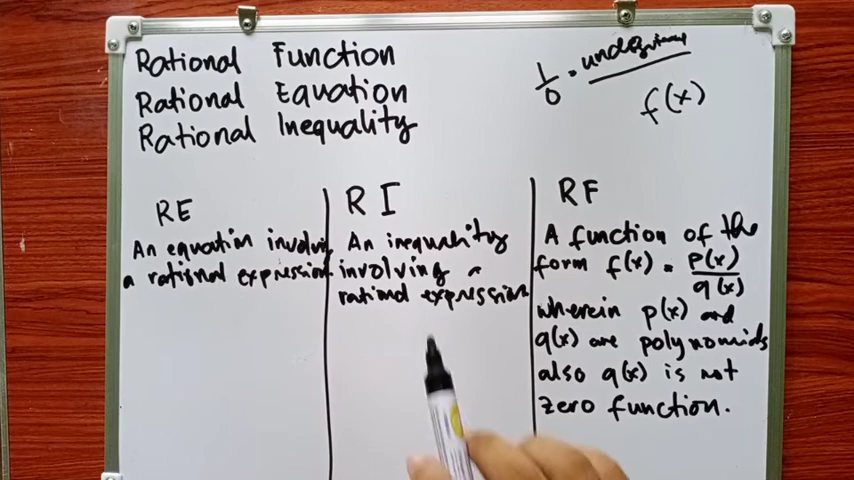 Rational Function
Rational Equation
Rational Inequality
1/0 =
f(x)
RE
An equation involving
a rational expression
RI
An inequality
involving a
rational expression
RF
A function of the
form f(x) = p(x)/q(x)
wherein p(x) and
q(x) are polynomials
also q(x) is not
zero function.